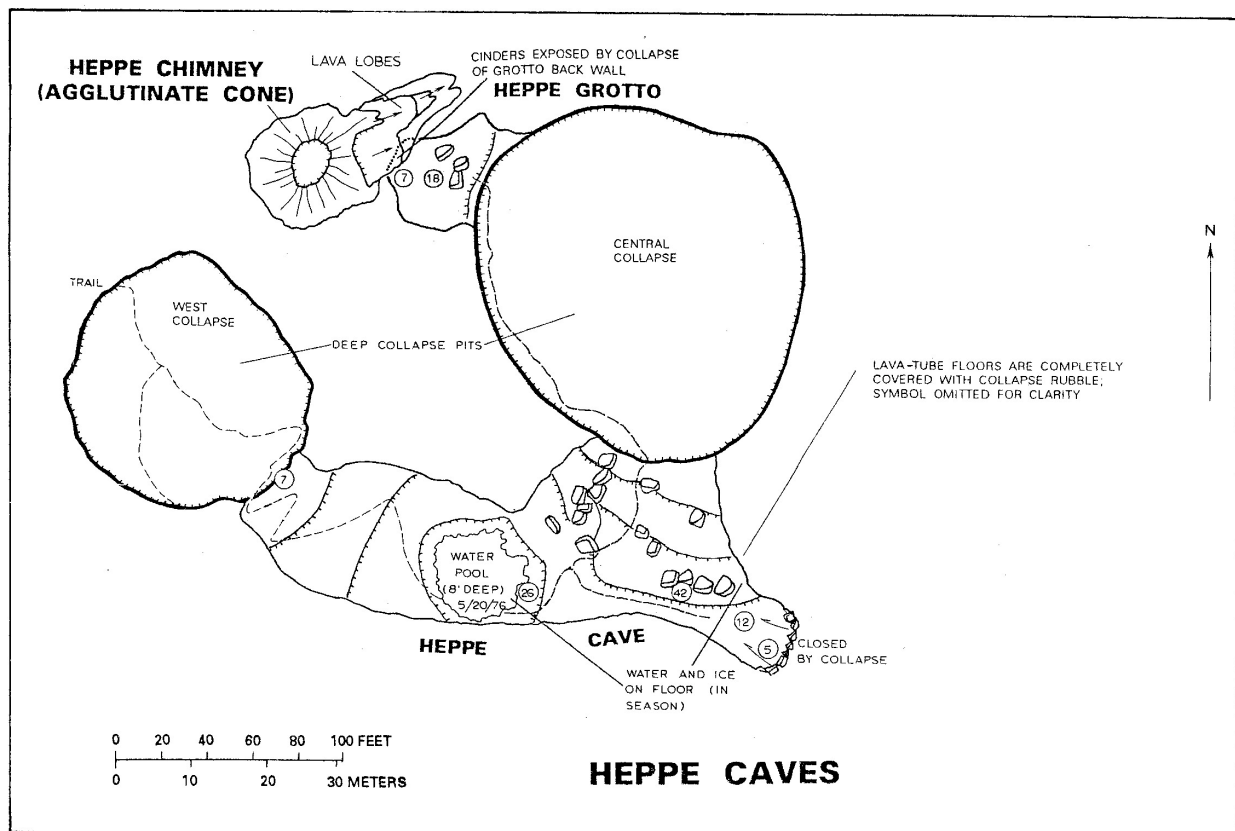 HEPPE CHIMNEY
(AGGLUTINATE CONE)
LAVA LOBES
CINDERS EXPOSED BY COLLAPSE
OF GROTTO BACK WALL
HEPPE GROTTO
7
18
CENTRAL
COLLAPSE
N
TRAIL
WEST
COLLAPSE
DEEP COLLAPSE PITS
LAVA-TUBE FLOORS ARE COMPLETELY
COVERED WITH COLLAPSE RUBBLE;
SYMBOL OMITTED FOR CLARITY
7
WATER
POOL
(8' DEEP)
5/20/76
26
42
12
5
CLOSED
BY COLLAPSE
HEPPE CAVE
WATER AND ICE
ON FLOOR (IN
SEASON)
0 20 40 60 80 100 FEET
0 10 20 30 METERS
HEPPE CAVES